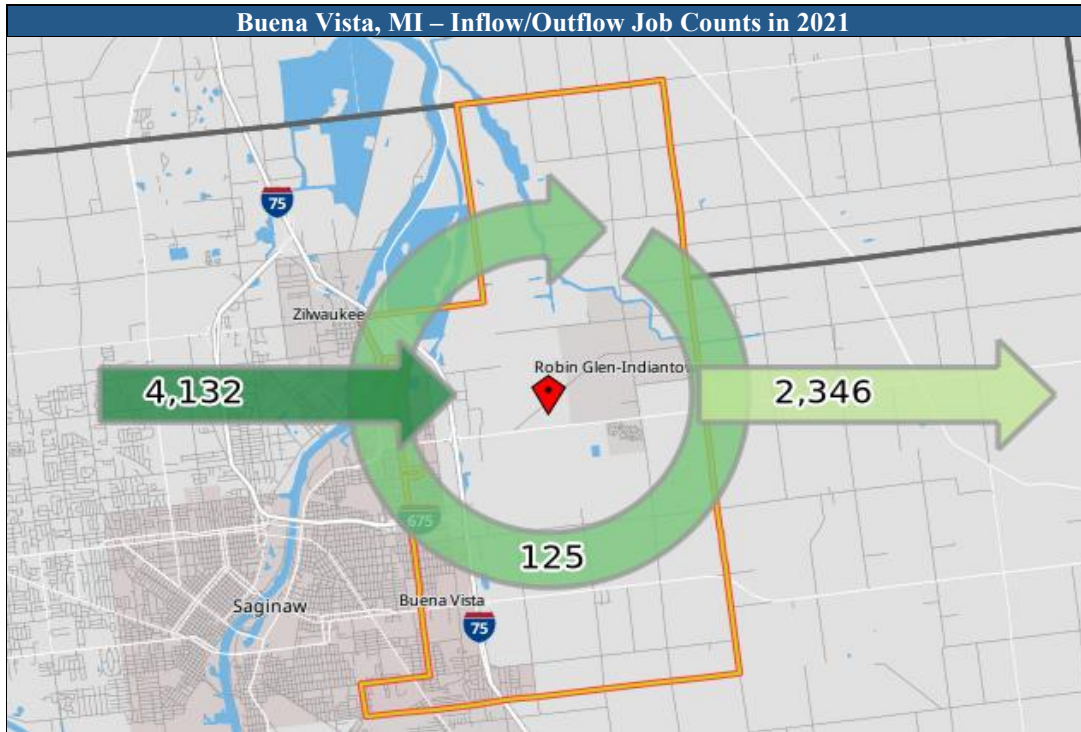 Buena Vista, MI – Inflow/Outflow Job Counts in 2021
75
Zilwaukee
Robin Glen-Indiantow
4,132
2,346
675
125
Buena Vista
Saginaw
75